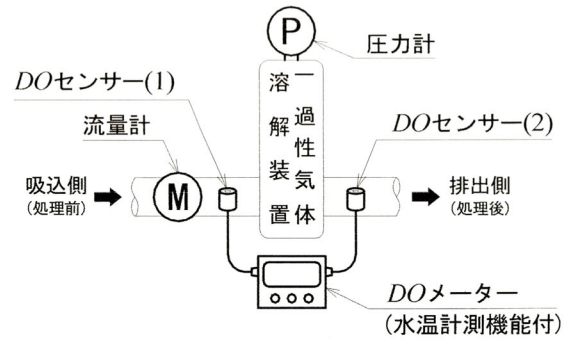 P
圧力計
DOセンサー(1)
流量計
一過性気体
溶解装置
DOセンサー(2)
吸込側
(処理前)
M
排出側
(処理後)
DOメーター
(水温計測機能付)